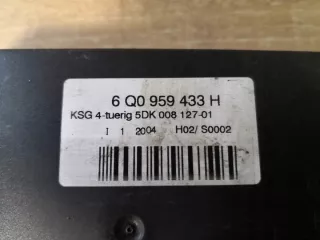 6 Q0 959 433 H
KSG 4-tuerig 5DK 008 127-01
I 1 2004 H02/ S0002